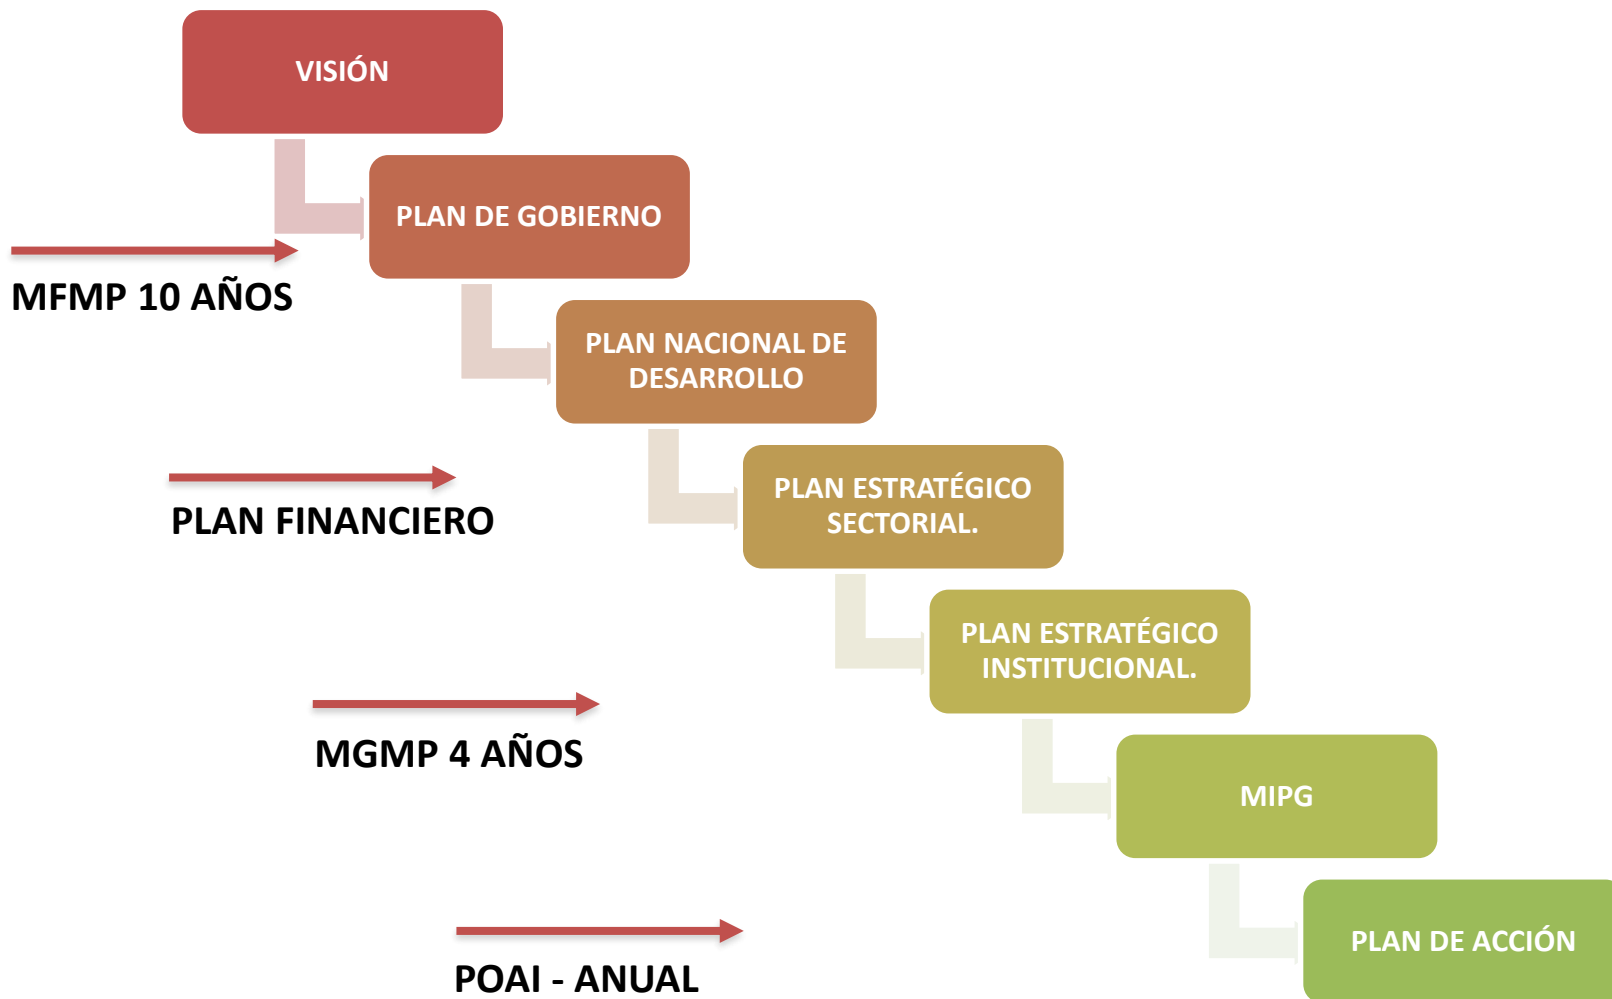 VISIÓN
PLAN DE GOBIERNO
MFMP 10 AÑOS
PLAN NACIONAL DE
DESARROLLO
PLAN ESTRATÉGICO
SECTORIAL.
PLAN FINANCIERO
PLAN ESTRATÉGICO
INSTITUCIONAL.
MGMP 4 AÑOS
MIPG
PLAN DE ACCIÓN
POAI - ANUAL